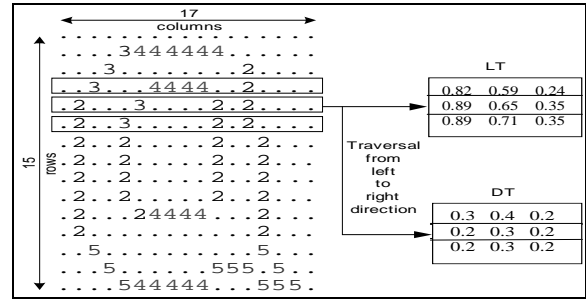 17
columns
. . . . . . . . . . . . . . . . .
. . . . 3 4 4 4 4 4 4 . . . . . .
. . . 3 . . . . . . . . 2 . . . .
. . 3 . . . 4 4 4 4 . . 2 . . . .
. 2 . . . 3 . . . . 2 . 2 . . . .
. 2 . . 3 . . . . . 2 . 2 . . . .
. 2 . . 2 . . . . . 2 . . 2 . . .
. 2 . . 2 . . . . . 2 . . 2 . . .
. 2 . . 2 . . . . . 2 . . 2 . . .
. 2 . . 2 . . . . . 2 . . 2 . . .
. 2 . . . 2 4 4 4 4 . . . 2 . . .
. 2 . . . . . . . . . . . 2 . . .
. . 5 . . . . . . . . . . 5 . . .
. . . 5 . . . . . . 5 5 5 . 5 . .
. . . . 5 4 4 4 4 4 . . . 5 5 5 .
15
rows
Traversal
from
left
to
right
direction
LT
0.82 0.59 0.24
0.89 0.65 0.35
0.89 0.71 0.35
DT
0.3 0.4 0.2
0.2 0.3 0.2
0.2 0.3 0.2